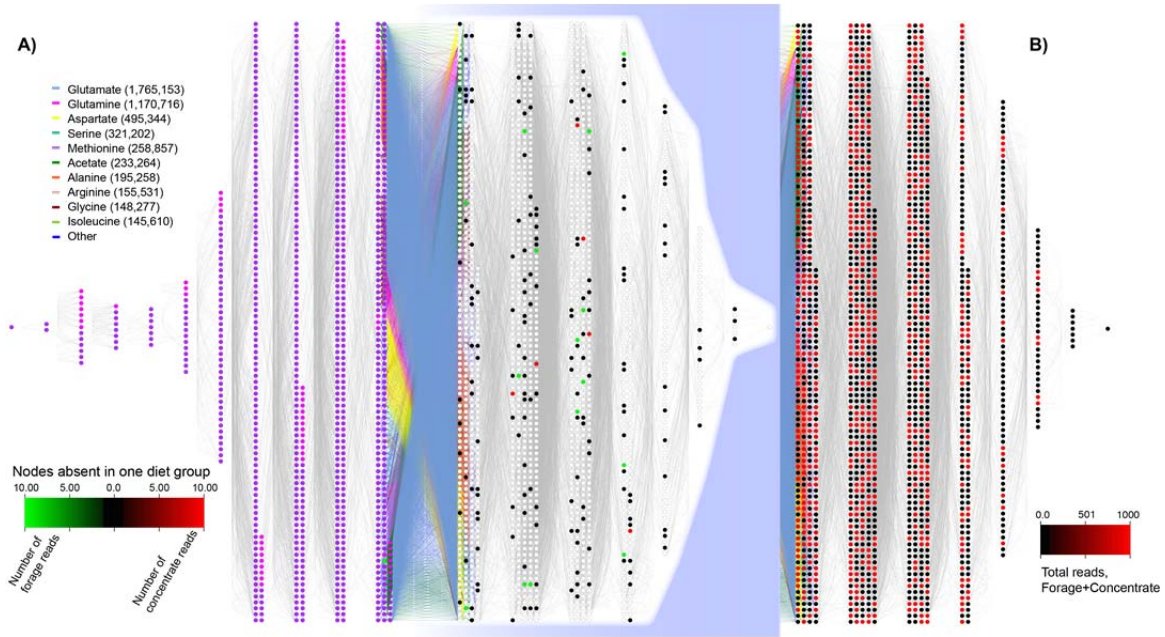 A)
Glutamate (1,765,153)
Glutamine (1,170,716)
Aspartate (495,344)
Serine (321,202)
Methionine (258,857)
Acetate (233,264)
Alanine (195,258)
Arginine (155,531)
Glycine (148,277)
Isoleucine (145,610)
Other
Nodes absent in one diet group
10.00 5.00 0.0 5.00 10.00
Number of
forage reads
Number of
concentrate reads
B)
0.0 501 1000
Total reads,
Forage+Concentrate